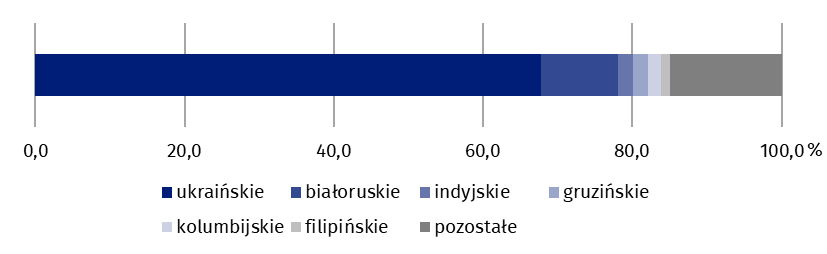 0,0 20,0 40,0 60,0 80,0 100,0 %
ukraińskie białoruskie indyjskie gruzińskie
kolumbijskie filipińskie pozostałe